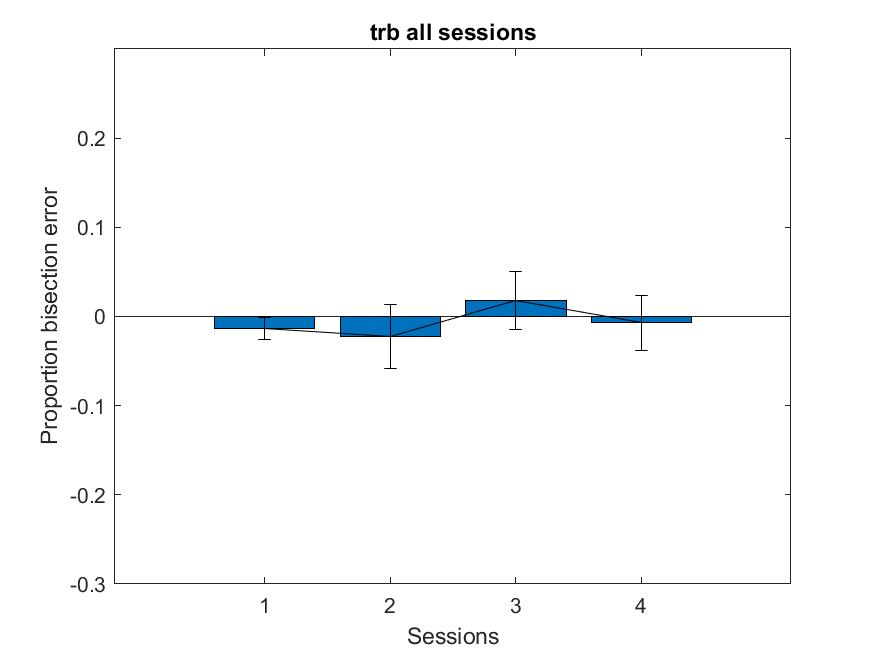 trb all sessions
0.2
0.1
0
-0.1
-0.2
-0.3
Proportion bisection error
1 2 3 4
Sessions